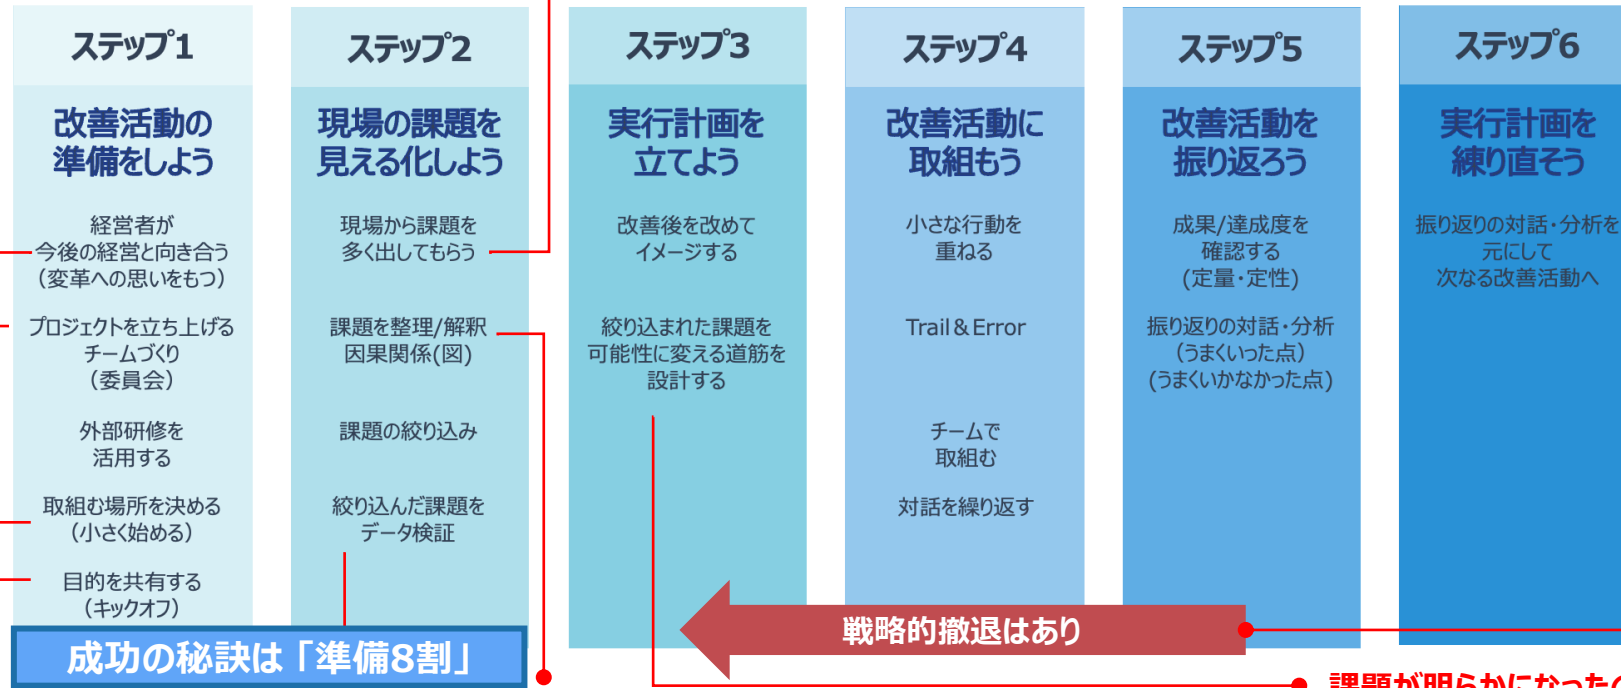 ステップ1
改善活動の
準備をしよう
経営者が
今後の経営と向き合う
(変革への思いをもつ)
プロジェクトを立ち上げる
チームづくり
(委員会)
外部研修を
活用する
取組む場所を決める
(小さく始める)
目的を共有する
(キックオフ)
ステップ2
現場の課題を
見える化しよう
現場から課題を
多く出してもらう
課題を整理/解釈
因果関係(図)
課題の絞り込み
絞り込んだ課題を
データ検証
成功の秘訣は「準備8割」
ステップ3
実行計画を
立てよう
改善後を改めて
イメージする
絞り込まれた課題を
可能性に変える道筋を
設計する
ステップ4
改善活動に
取組もう
小さな行動を
重ねる
Trail&Error
チームで
取組む
対話を繰り返す
ステップ5
改善活動を
振り返ろう
成果/達成度を
確認する
(定量・定性)
振り返りの対話・分析
(うまくいった点)
(うまくいかなかった点)
ステップ6
実行計画を
練り直そう
振り返りの対話・分析を
元にして
次なる改善活動へ
戦略的撤退はあり
課題が明らかになった